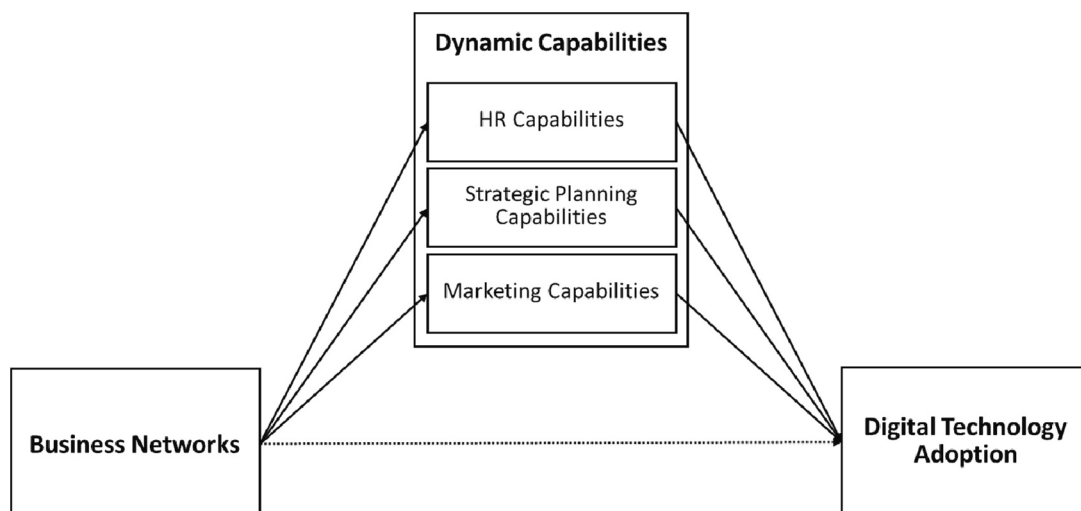 Dynamic Capabilities
HR Capabilities
Strategic Planning
Capabilities
Marketing Capabilities
Business Networks
Digital Technology
Adoption